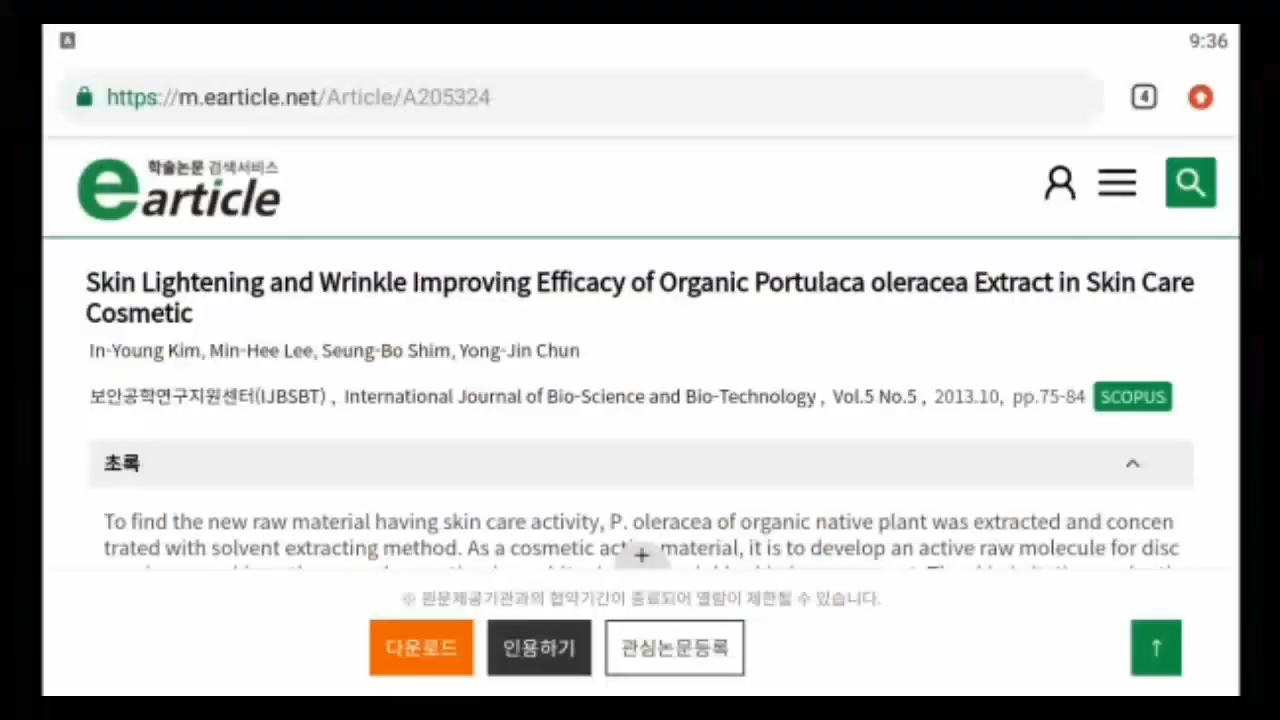 A
9:36
https://m.earticle.net/Article/A205324
4
학술논문 검색서비스
earticle
Skin Lightening and Wrinkle Improving Efficacy of Organic Portulaca oleracea Extract in Skin Care
Cosmetic
In-Young Kim, Min-Hee Lee, Seung-Bo Shim, Yong-Jin Chun
보안공학연구지원센터(IJBSBT) , International Journal of Bio-Science and Bio-Technology , Vol.5 No.5 , 2013.10, pp.75-84 SCOPUS
초록
To find the new raw material having skin care activity, P. oleracea of organic native plant was extracted and concen
trated with solvent extracting method. As a cosmetic material, it is to develop an active raw molecule for disc
※ 원문제공기관과의 협약기간이 종료되어 열람이 제한될 수 있습니다.
다운로드 인용하기 관심논문등록